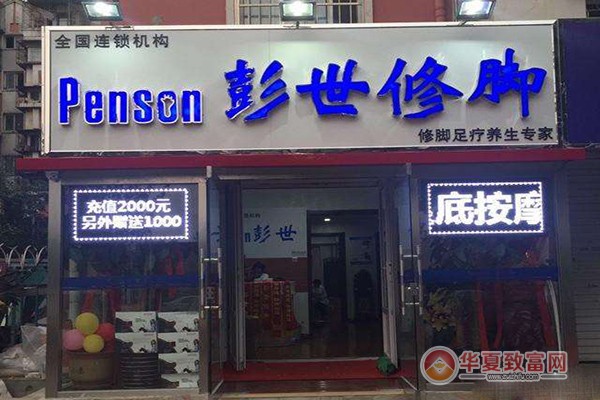 全国连锁机构
Penson 彭世修脚
修脚足疗养生专家
充值2000元
另外赠送1000
底按摩
机构
彭世
华夏致富网